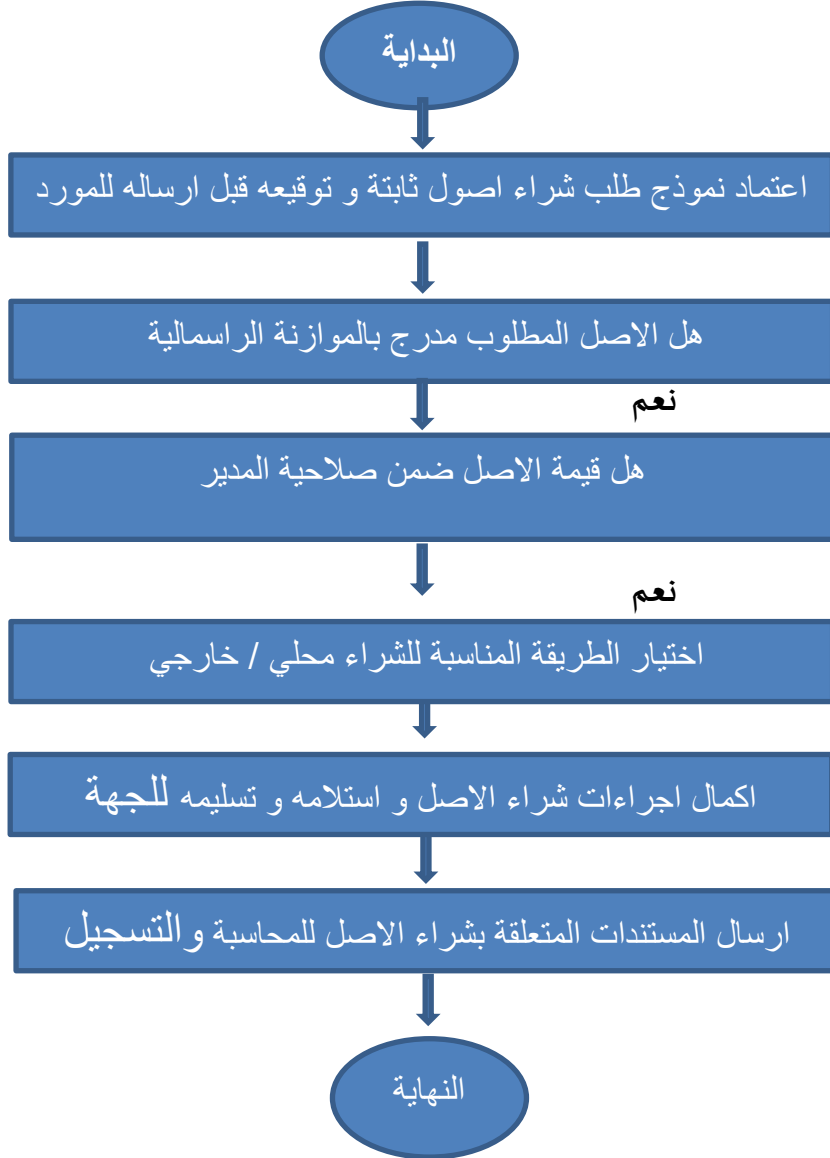 البداية
اعتماد نموذج طلب شراء اصول ثابتة و توقيعه قبل ارساله للمورد
هل الاصل المطلوب مدرج بالموازنة الراسمالية
نعم
هل قيمة الاصل ضمن صلاحية المدير
نعم
اختيار الطريقة المناسبة للشراء محلي / خارجي
اكمال اجراءات شراء الاصل و استلامه و تسليمه للجهة
ارسال المستندات المتعلقة بشراء الاصل للمحاسبة والتسجيل
النهاية